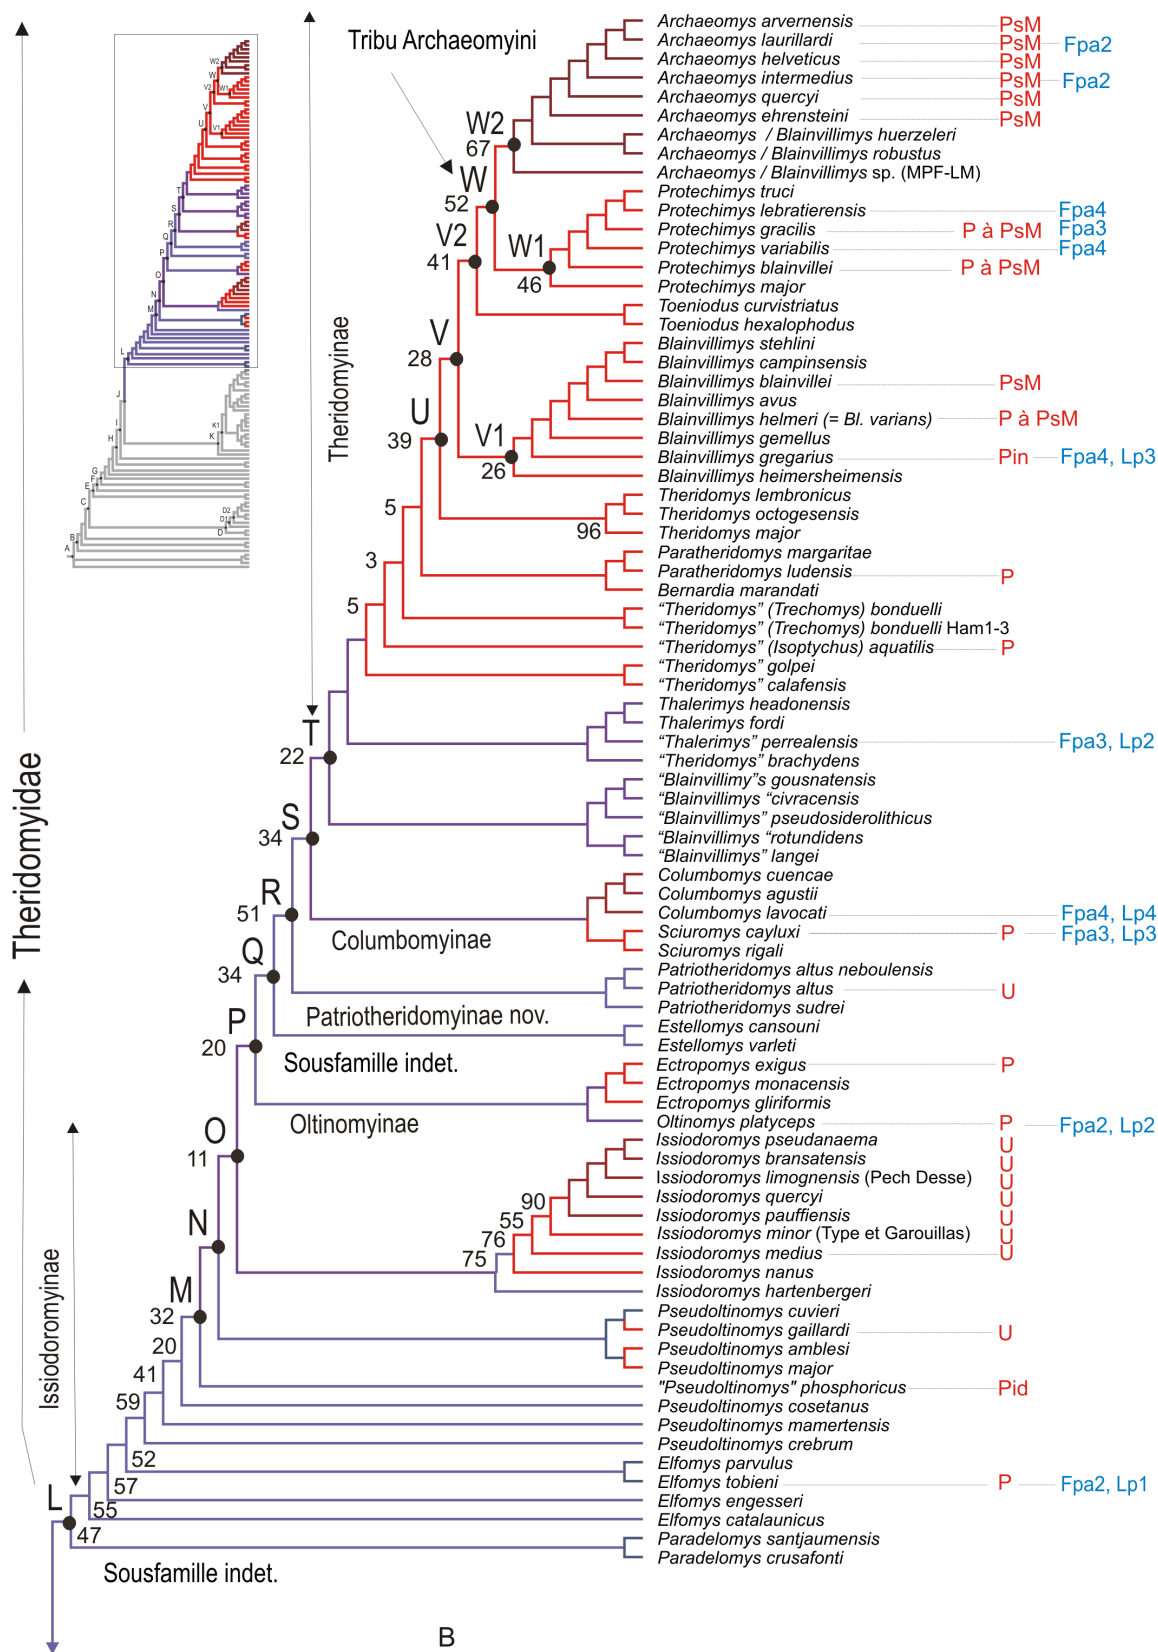 Tribu Archaeomyini
Theridomyidae
Theridomyinae
Issiodoromyinae
Archaeomys arvernensis PsM
Archaeomys laurillardi PsM Fpa2
Archaeomys helveticus PsM
Archaeomys intermedius PsM Fpa2
Archaeomys quercyi PsM
Archaeomys ehrensteini PsM
W2
67
Archaeomys / Blainvillimys huerzeleri
Archaeomys / Blainvillimys robustus
Archaeomys / Blainvillimys sp. (MPF-LM)
W
52
Protechimys truci
Protechimys lebratierensis Fpa4
Protechimys gracilis P à PsM Fpa3
Protechimys variabilis Fpa4
V2
41
W1
46
Protechimys blainvillei P à PsM
Protechimys major
Toeniodus curvistriatus
Toeniodus hexalophodus
V
28
Blainvillimys stehlini
Blainvillimys campinsensis
Blainvillimys blainvillei PsM
Blainvillimys avus
Blainvillimys helmeri (= Bl. varians) P à PsM
U
39
V1
26
Blainvillimys gemellus
Blainvillimys gregarius Pin Fpa4, Lp3
Blainvillimys heimersheimensis
Theridomys lembronicus
Theridomys octogesensis
5
96
Theridomys major
Paratheridomys margaritae
3
Paratheridomys ludensis P
Bernardia marandati
5
“Theridomys” (Trechomys) bonduelli
“Theridomys” (Trechomys) bonduelli Ham1-3
“Theridomys” (Isoptychus) aquatilis P
“Theridomys” golpei
“Theridomys” calafensis
Thalerimys headonensis
Thalerimys fordi
T
22
“Thalerimys” perrealensis Fpa3, Lp2
“Theridomys” brachydens
“Blainvillimy”s gousnatensis
“Blainvillimys “civracensis
“Blainvillimys” pseudosiderolithicus
S
34
“Blainvillimys “rotundidens
“Blainvillimys” langei
Columbomys cuencae
Columbomys agustii
R
51
Columbomys lavocati Fpa4, Lp4
Sciuromys cayluxi P Fpa3, Lp3
Columbomyinae
Sciuromys rigali
Q
34
Patriotheridomys altus neboulensis
Patriotheridomys altus U
Patriotheridomys sudrei
Patriotheridomyinae nov.
P
20
Estellomys cansouni
Estellomys varleti
Sousfamille indet.
Ectropomys exigus P
Ectropomys monacensis
Ectropomys gliriformis
Oltinomyinae
Oltinomys platyceps P Fpa2, Lp2
O
11
Issiodoromys pseudanaema U
Issiodoromys bransatensis U
Issiodoromys limognensis (Pech Desse) U
Issiodoromys quercyi U
90
Issiodoromys pauffiensis U
55
Issiodoromys minor (Type et Garouillas) U
N
76
Issiodoromys medius U
75
Issiodoromys nanus
Issiodoromys hartenbergeri
M
32
Pseudoltinomys cuvieri
Pseudoltinomys gaillardi U
20
Pseudoltinomys amblesi
Pseudoltinomys major
41
"Pseudoltinomys" phosphoricus Pid
59
Pseudoltinomys cosetanus
Pseudoltinomys mamertensis
Pseudoltinomys crebrum
52
Elfomys parvulus
57
Elfomys tobieni P Fpa2, Lp1
L
55
Elfomys engesseri
Elfomys catalaunicus
47
Paradelomys santjaumensis
Paradelomys crusafonti
Sousfamille indet.
B
W2
W
V2
W1
V
U
V1
T
S
R
Q
P
O
N
M
L
J
I
K1
H
K
G
F
E
C
D2
D1
D
B
A